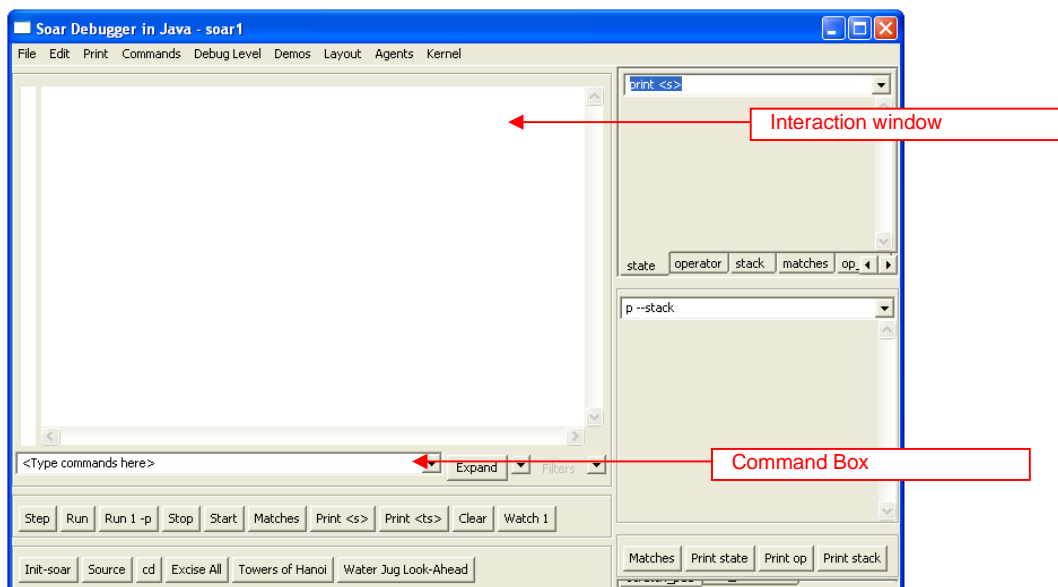 Soar Debugger in Java - soar1
File Edit Print Commands Debug Level Demos Layout Agents Kernel
print <s>
Interaction window
state operator stack matches op_
p --stack
<Type commands here>
Expand Filters
Command Box
Step Run Run 1 -p Stop Start Matches Print <s> Print <ts> Clear Watch 1
Matches Print state Print op Print stack
Init-soar Source cd Excise All Towers of Hanoi Water Jug Look-Ahead